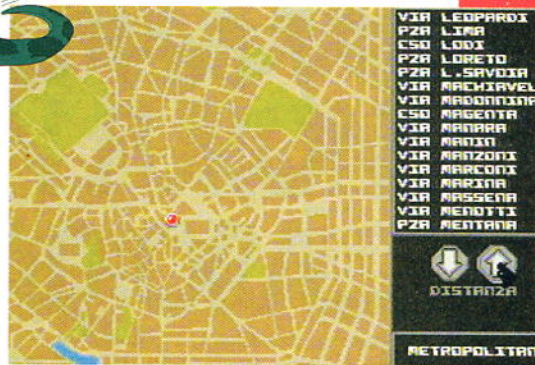 VIA LEOPARDI
PZA LIMA
CSO LODI
PZA LORETO
PZA L.SAVOIA
VIA MACHIAVEL
VIA MADONNINA
CSO MAGENTA
VIA MANARA
VIA MANIN
VIA MANZONI
VIA MARCONI
VIA MARINA
VIA MASSENA
VIA MENOTTI
PZA MENTANA
DISTANZA
METROPOLITAN